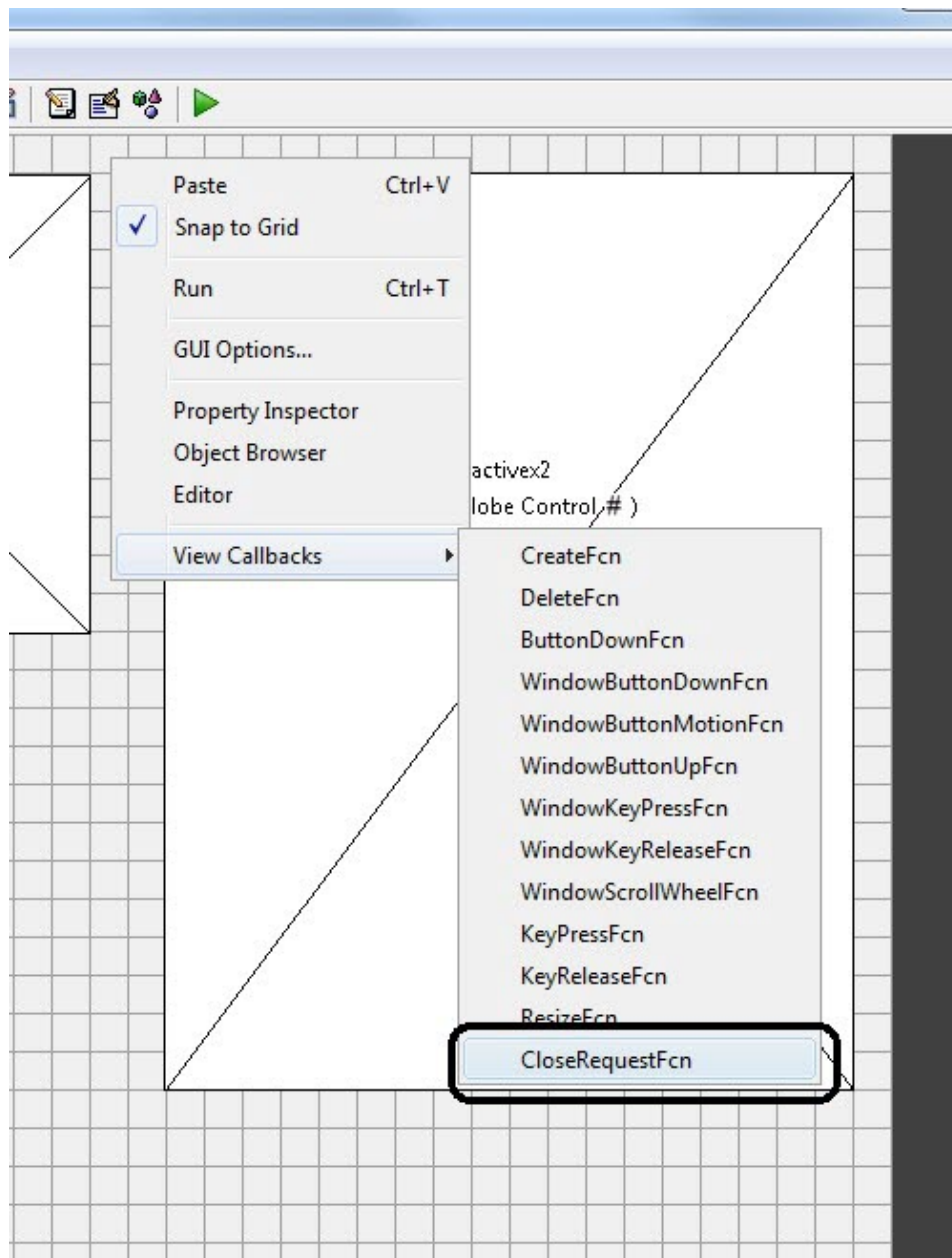 Paste Ctrl+V
Snap to Grid
Run Ctrl+T
GUI Options...
Property Inspector
Object Browser
Editor
View Callbacks
activex2
lobe Control, # )
CreateFcn
DeleteFcn
ButtonDownFcn
WindowButtonDownFcn
WindowButtonMotionFcn
WindowButtonUpFcn
WindowKeyPressFcn
WindowKeyReleaseFcn
WindowScrollWheelFcn
KeyPressFcn
KeyReleaseFcn
ResizeFcn
CloseRequestFcn